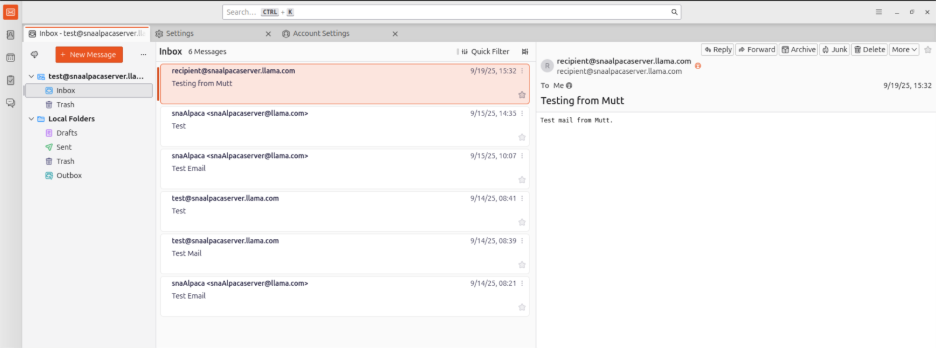 Search... CTRL + K
Inbox - test@snaalpacaserver.ll
Settings
Account Settings
+ New Message
test@snaalpacaserver.lla...
Inbox
Trash
Local Folders
Drafts
Sent
Trash
Outbox
Inbox 6 Messages Quick Filter
recipient@snaalpacaserver.llama.com 9/19/25, 15:32
Testing from Mutt
snaAlpaca <snaAlpacaserver@llama.com> 9/15/25, 14:35
Test
snaAlpaca <snaAlpacaserver@llama.com> 9/15/25, 10:07
Test Email
test@snaalpacaserver.llama.com 9/14/25, 08:41
Test
test@snaalpacaserver.llama.com 9/14/25, 08:39
Test Mail
snaAlpaca <snaAlpacaserver@llama.com> 9/14/25, 08:21
Test Email
Reply Forward Archive Junk Delete More
R
recipient@snaalpacaserver.llama.com
recipient@snaalpacaserver.llama.com
To Me 9/19/25, 15:32
Testing from Mutt
Test mail from Mutt.